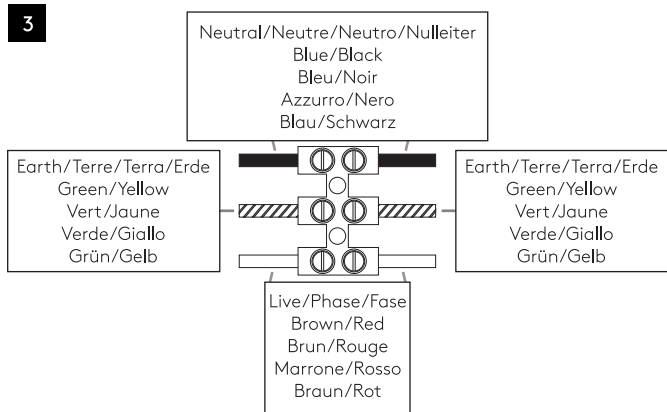 3
Neutral/Neutre/Neutro/Nulleiter
Blue/Black
Bleu/Noir
Azzurro/Nero
Blau/Schwarz
Earth/Terre/Terra/Erde
Green/Yellow
Vert/Jaune
Verde/Giallo
Grün/Gelb
Earth/Terre/Terra/Erde
Green/Yellow
Vert/Jaune
Verde/Giallo
Grün/Gelb
Live/Phase/Fase
Brown/Red
Brun/Rouge
Marrone/Rosso
Braun/Rot